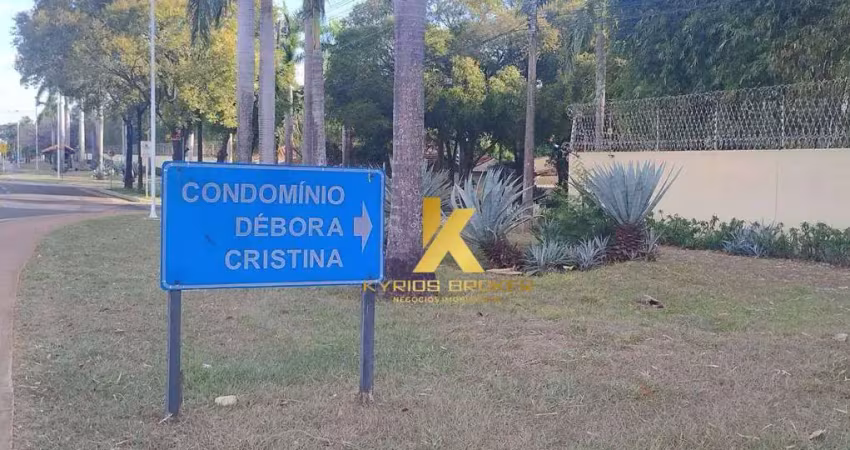 CONDOMÍNIO
DÉBORA
CRISTINA
K
KYRIOS BROKER
NEGÓCIOS IMOBILIÁRIOS